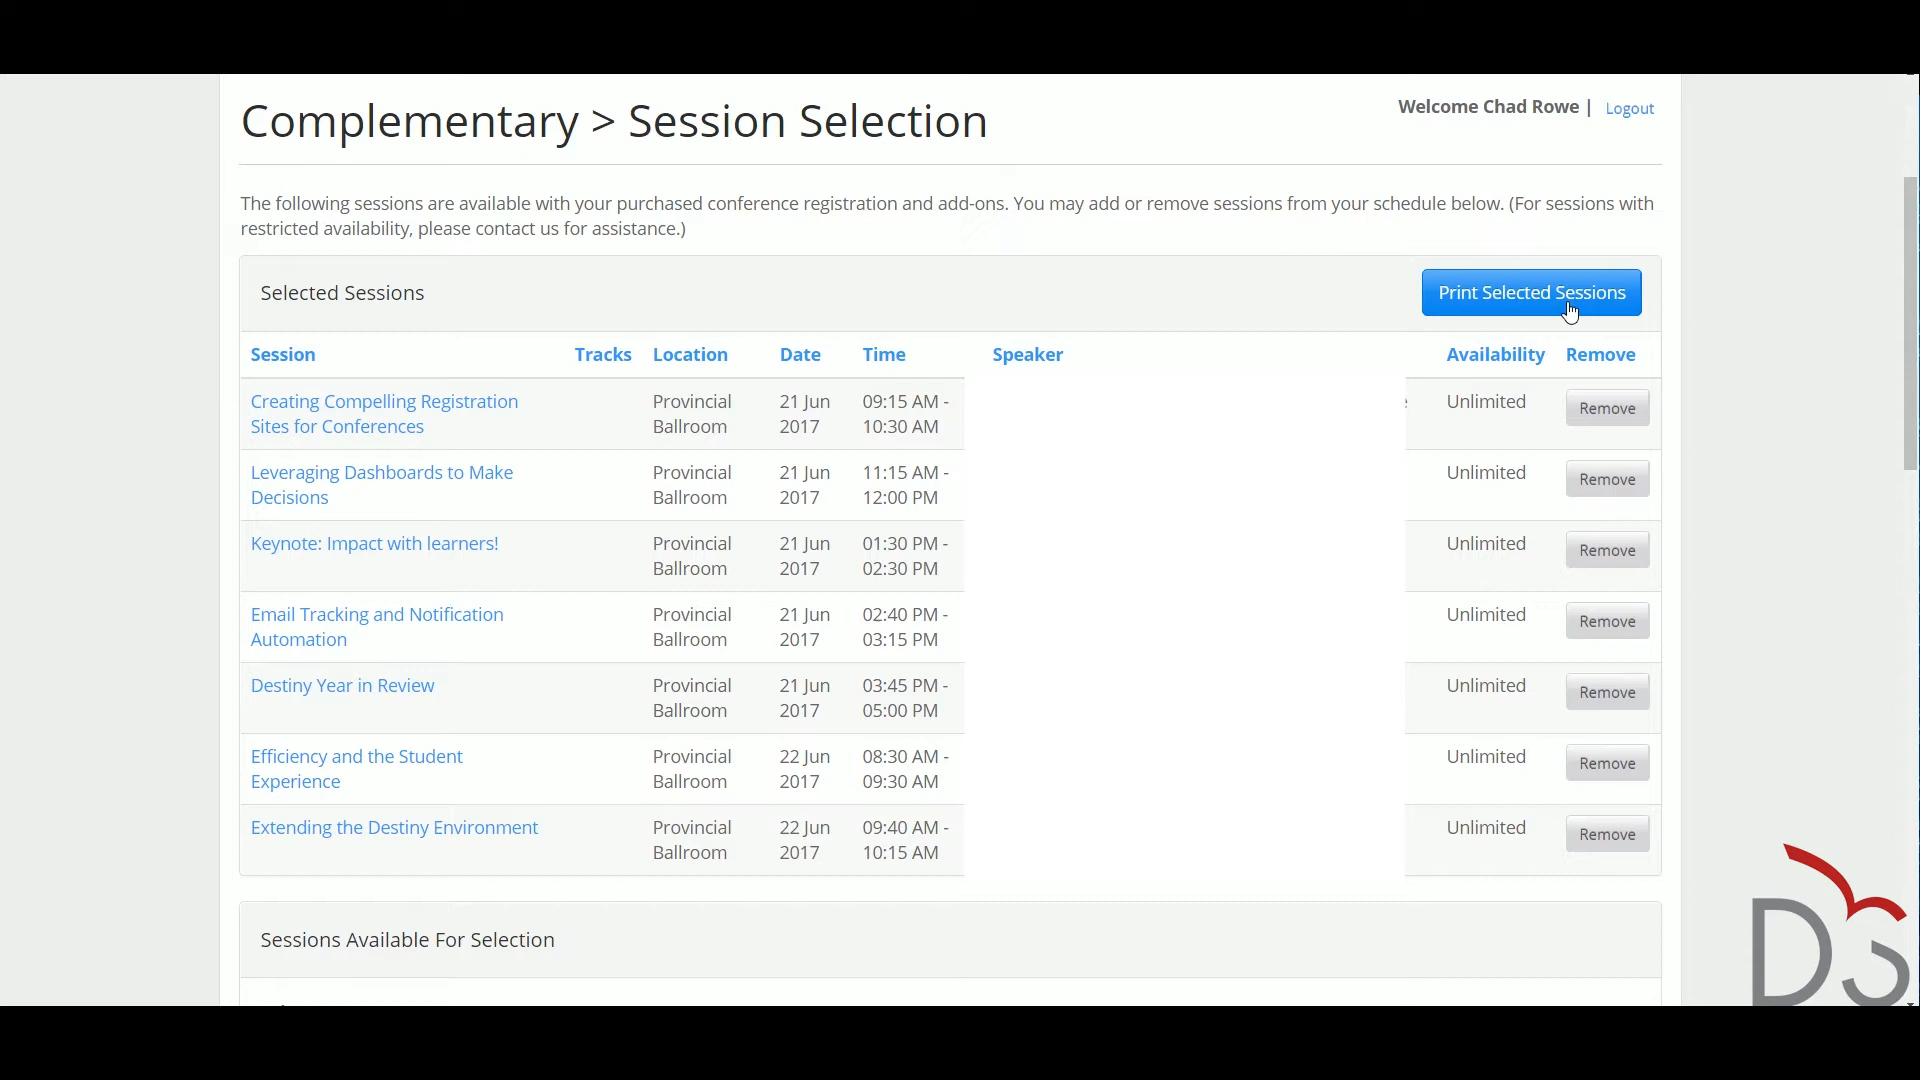 Complementary > Session Selection
Welcome Chad Rowe | Logout
The following sessions are available with your purchased conference registration and add-ons. You may add or remove sessions from your schedule below. (For sessions with
restricted availability, please contact us for assistance.)
Selected Sessions
Print Selected Sessions
Session Tracks Location Date Time Speaker Availability Remove
Creating Compelling Registration Provincial 21 Jun 09:15 AM - Unlimited Remove
Sites for Conferences Ballroom 2017 10:30 AM
Leveraging Dashboards to Make Provincial 21 Jun 11:15 AM - Unlimited Remove
Decisions Ballroom 2017 12:00 PM
Keynote: Impact with learners! Provincial 21 Jun 01:30 PM - Unlimited Remove
Ballroom 2017 02:30 PM
Email Tracking and Notification Provincial 21 Jun 02:40 PM - Unlimited Remove
Automation Ballroom 2017 03:15 PM
Destiny Year in Review Provincial 21 Jun 03:45 PM - Unlimited Remove
Ballroom 2017 05:00 PM
Efficiency and the Student Provincial 22 Jun 08:30 AM - Unlimited Remove
Experience Ballroom 2017 09:30 AM
Extending the Destiny Environment Provincial 22 Jun 09:40 AM - Unlimited Remove
Ballroom 2017 10:15 AM
Sessions Available For Selection
DS